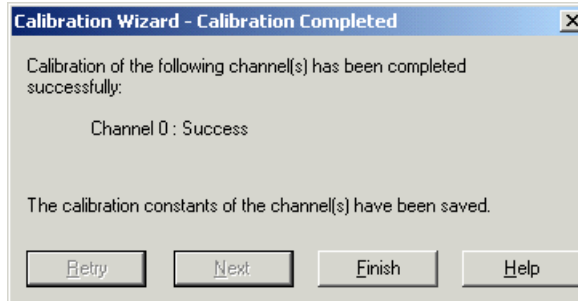 Calibration Wizard - Calibration Completed
Calibration of the following channel(s) has been completed
successfully:
Channel 0 : Success
The calibration constants of the channel(s) have been saved.
Retry Next Finish Help